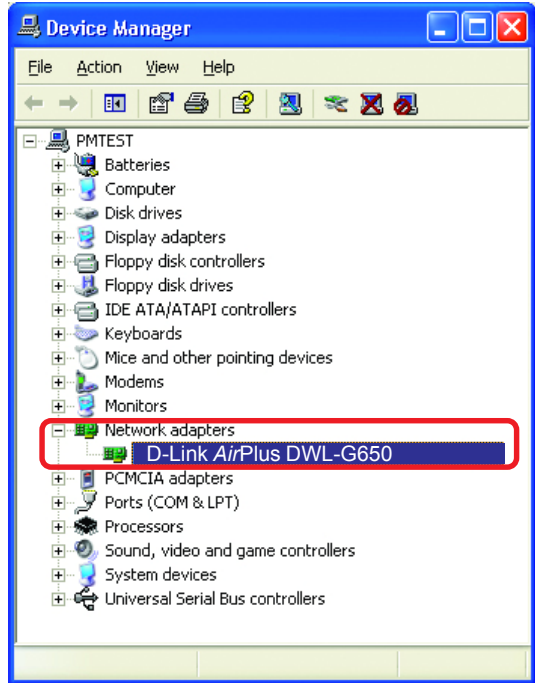 Device Manager
File Action View Help
PMTEST
Batteries
Computer
Disk drives
Display adapters
Floppy disk controllers
Floppy disk drives
IDE ATA/ATAPI controllers
Keyboards
Mice and other pointing devices
Modems
Monitors
Network adapters
D-Link AirPlus DWL-G650
PCMCIA adapters
Ports (COM & LPT)
Processors
Sound, video and game controllers
System devices
Universal Serial Bus controllers